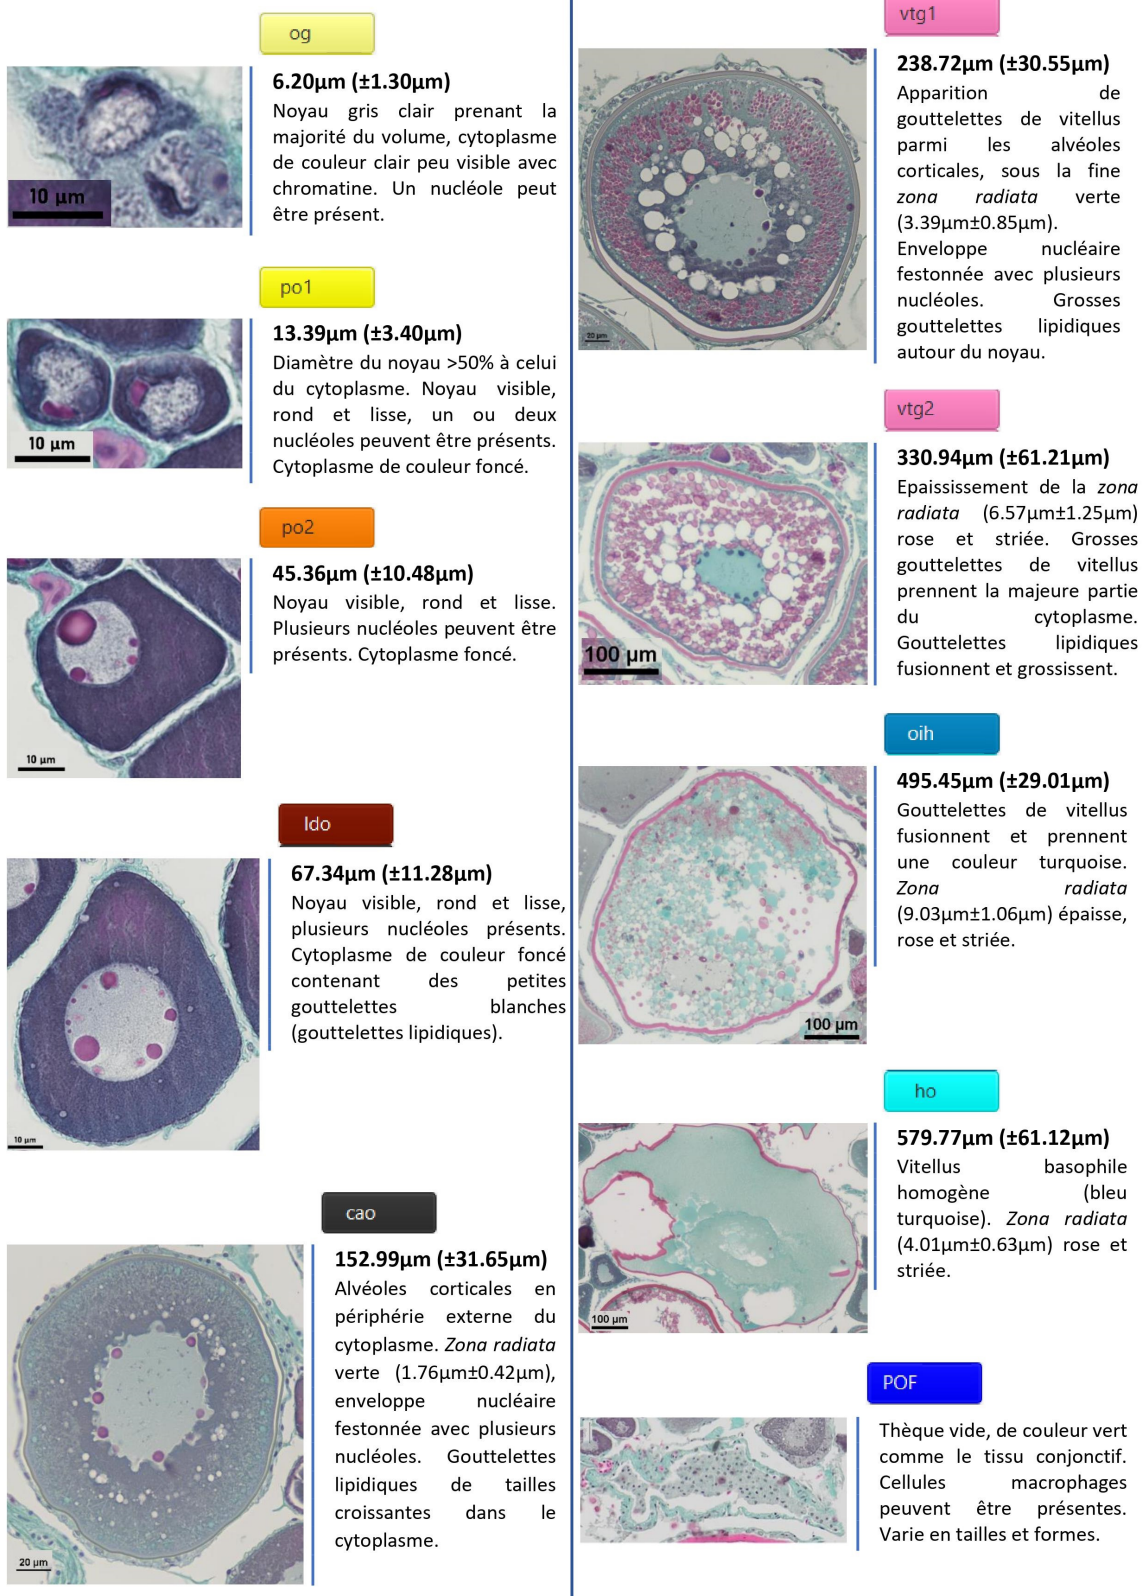 og
6.20µm (±1.30µm)
Noyau gris clair prenant la
majorité du volume, cytoplasme
de couleur clair peu visible avec
chromatine. Un nucléole peut
être présent.
10 µm
po1
13.39µm (±3.40µm)
Diamètre du noyau >50% à celui
du cytoplasme. Noyau visible,
rond et lisse, un ou deux
nucléoles peuvent être présents.
Cytoplasme de couleur foncé.
10 µm
po2
45.36µm (±10.48µm)
Noyau visible, rond et lisse.
Plusieurs nucléoles peuvent être
présents. Cytoplasme foncé.
10 µm
ldo
67.34µm (±11.28µm)
Noyau visible, rond et lisse,
plusieurs nucléoles présents.
Cytoplasme de couleur foncé
contenant des petites
gouttelettes blanches
(gouttelettes lipidiques).
10 µm
cao
152.99µm (±31.65µm)
Alvéoles corticales en
périphérie externe du
cytoplasme. Zona radiata
verte (1.76µm±0.42µm),
enveloppe nucléaire
festonnée avec plusieurs
nucléoles. Gouttelettes
lipidiques de tailles
croissantes dans le
cytoplasme.
20 µm
vtg1
238.72µm (±30.55µm)
Apparition de
gouttelettes de vitellus
parmi les alvéoles
corticales, sous la fine
zona radiata verte
(3.39µm±0.85µm).
Enveloppe nucléaire
festonnée avec plusieurs
nucléoles. Grosses
gouttelettes lipidiques
autour du noyau.
20 µm
vtg2
330.94µm (±61.21µm)
Epaississement de la zona
radiata (6.57µm±1.25µm)
rose et striée. Grosses
gouttelettes de vitellus
prennent la majeure partie
du cytoplasme.
Gouttelettes lipidiques
fusionnent et grossissent.
100 µm
oih
495.45µm (±29.01µm)
Gouttelettes de vitellus
fusionnent et prennent
une couleur turquoise.
Zona radiata
(9.03µm±1.06µm) épaisse,
rose et striée.
100 µm
ho
579.77µm (±61.12µm)
Vitellus basophile
homogène (bleu
turquoise). Zona radiata
(4.01µm±0.63µm) rose et
striée.
100 µm
POF
Thèque vide, de couleur vert
comme le tissu conjonctif.
Cellules macrophages
peuvent être présentes.
Varie en tailles et formes.